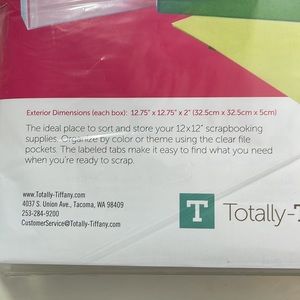 Exterior Dimensions (each box): 12.75" x 12.75" x 2" (32.5cm x 32.5cm x 5cm)
The ideal place to sort and store your 12x12" scrapbooking
supplies. Organize by color or theme using the clear file
pockets. The labeled tabs make it easy to find what you need
when you're ready to scrap.
www.Totally-Tiffany.com
4037 S. Union Ave., Tacoma, WA 98409
253-284-9200
CustomerService@Totally-Tiffany.com
T Totally-T